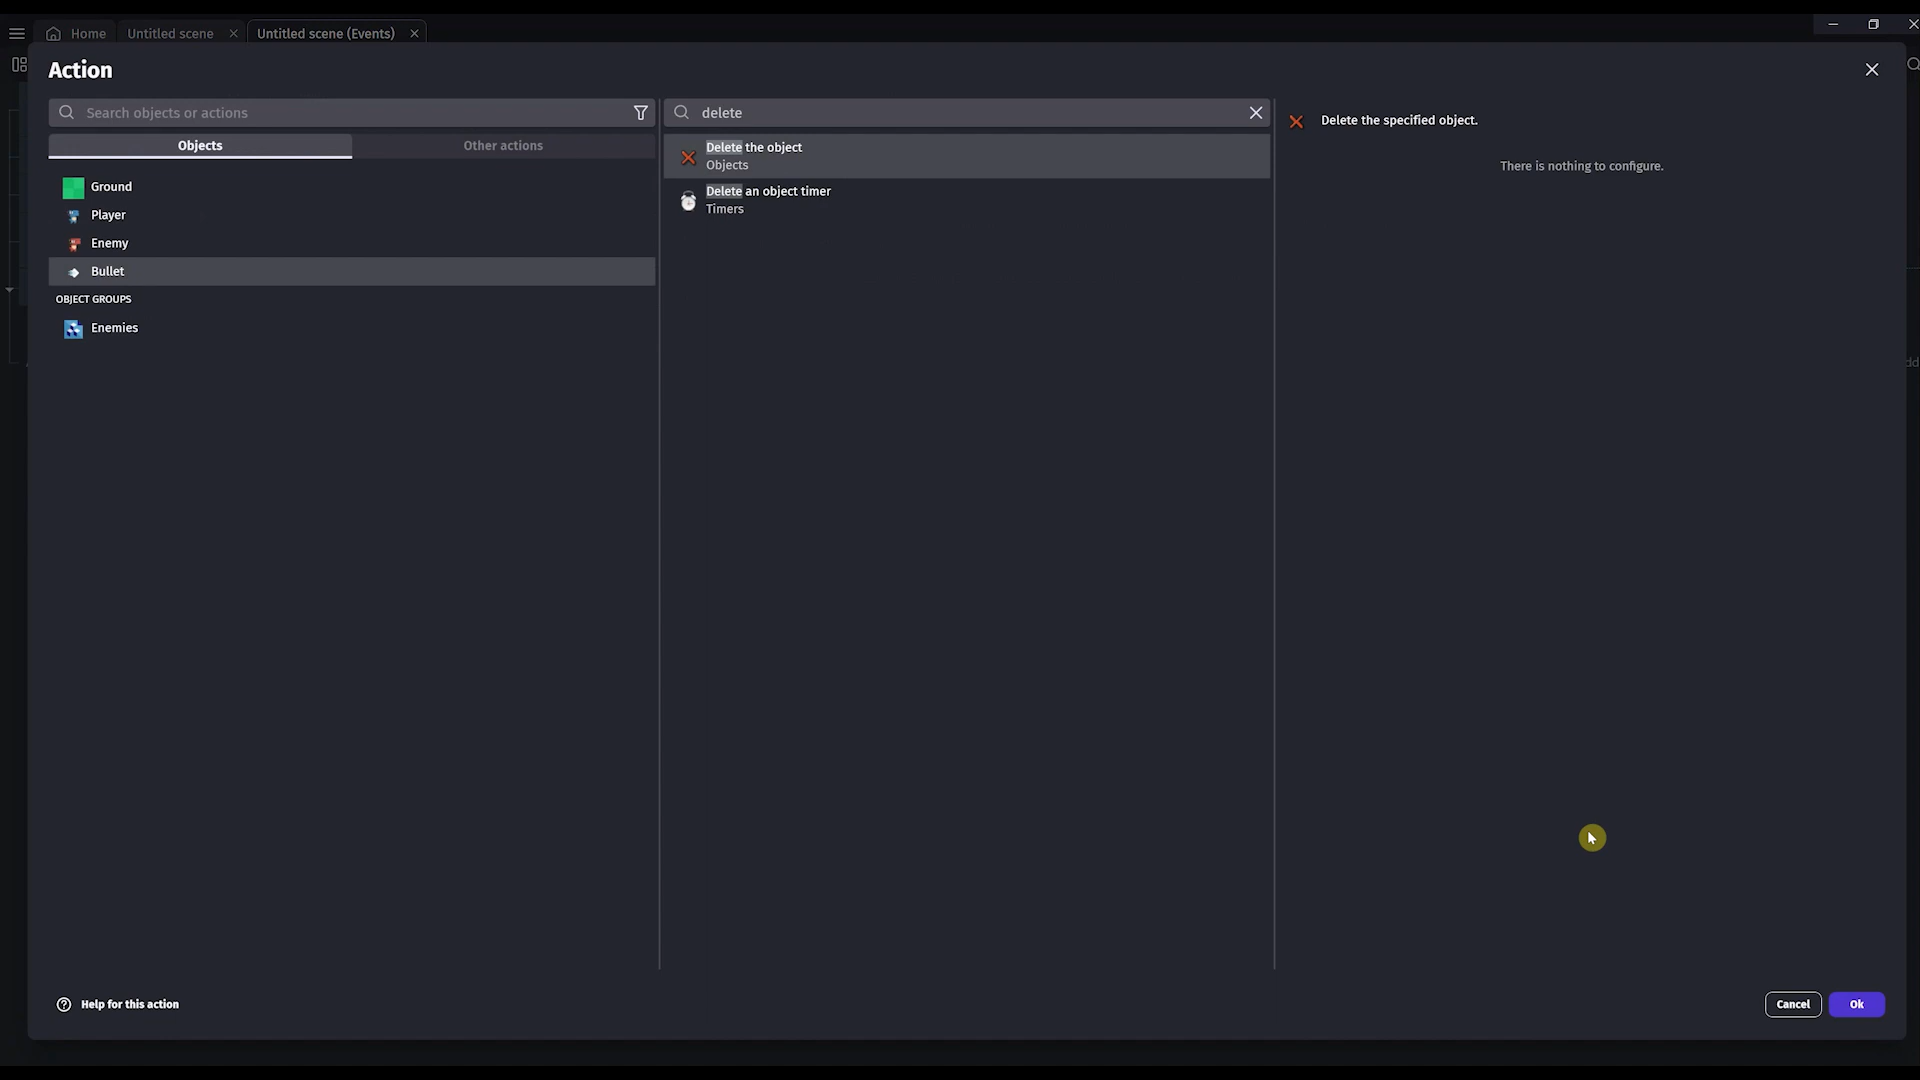 Home
Untitled scene
Untitled scene (Events)
Action
Search objects or actions
delete
Delete the specified object.
Objects
Other actions
Delete the object
Objects
There is nothing to configure.
Ground
Delete an object timer
Timers
Player
Enemy
Bullet
OBJECT GROUPS
Enemies
dd
Help for this action
Cancel
Ok